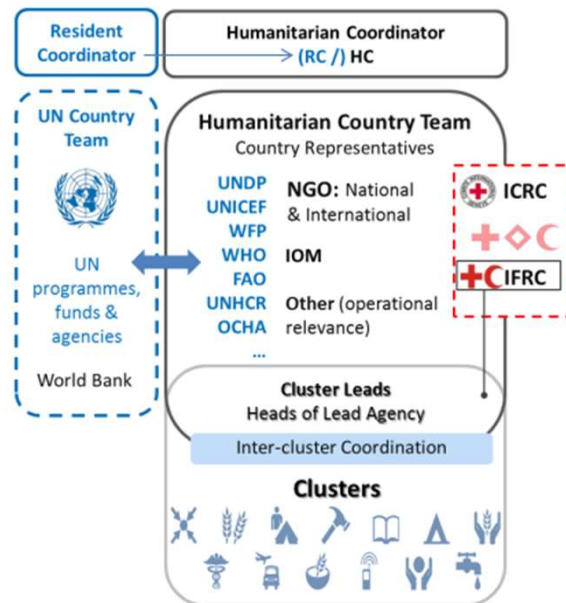 Resident
Coordinator
Humanitarian Coordinator
(RC /) HC
UN Country
Team
UN
programmes,
funds &
agencies
World Bank
Humanitarian Country Team
Country Representatives
UNDP
UNICEF
WFP
WHO
FAO
UNHCR
OCHA
...
NGO: National
& International
IOM
Other (operational
relevance)
ICRC
IFRC
Cluster Leads
Heads of Lead Agency
Inter-cluster Coordination
Clusters